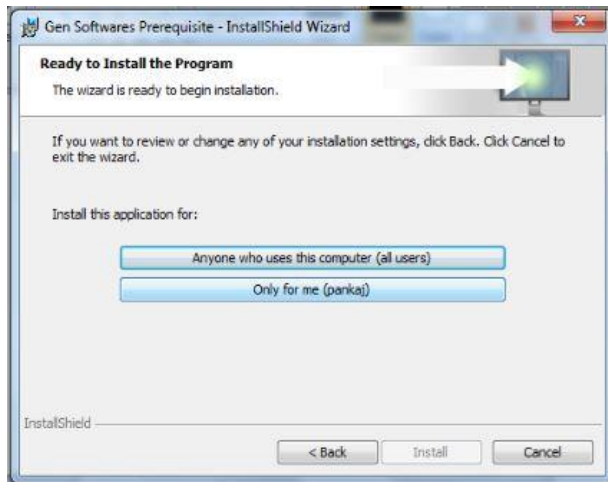 Gen Softwares Prerequisite - InstallShield Wizard
Ready to Install the Program
The wizard is ready to begin installation.
If you want to review or change any of your installation settings, click Back. Click Cancel to
exit the wizard.
Install this application for:
Anyone who uses this computer (all users)
Only for me (pankaj)
InstallShield
< Back
Install
Cancel